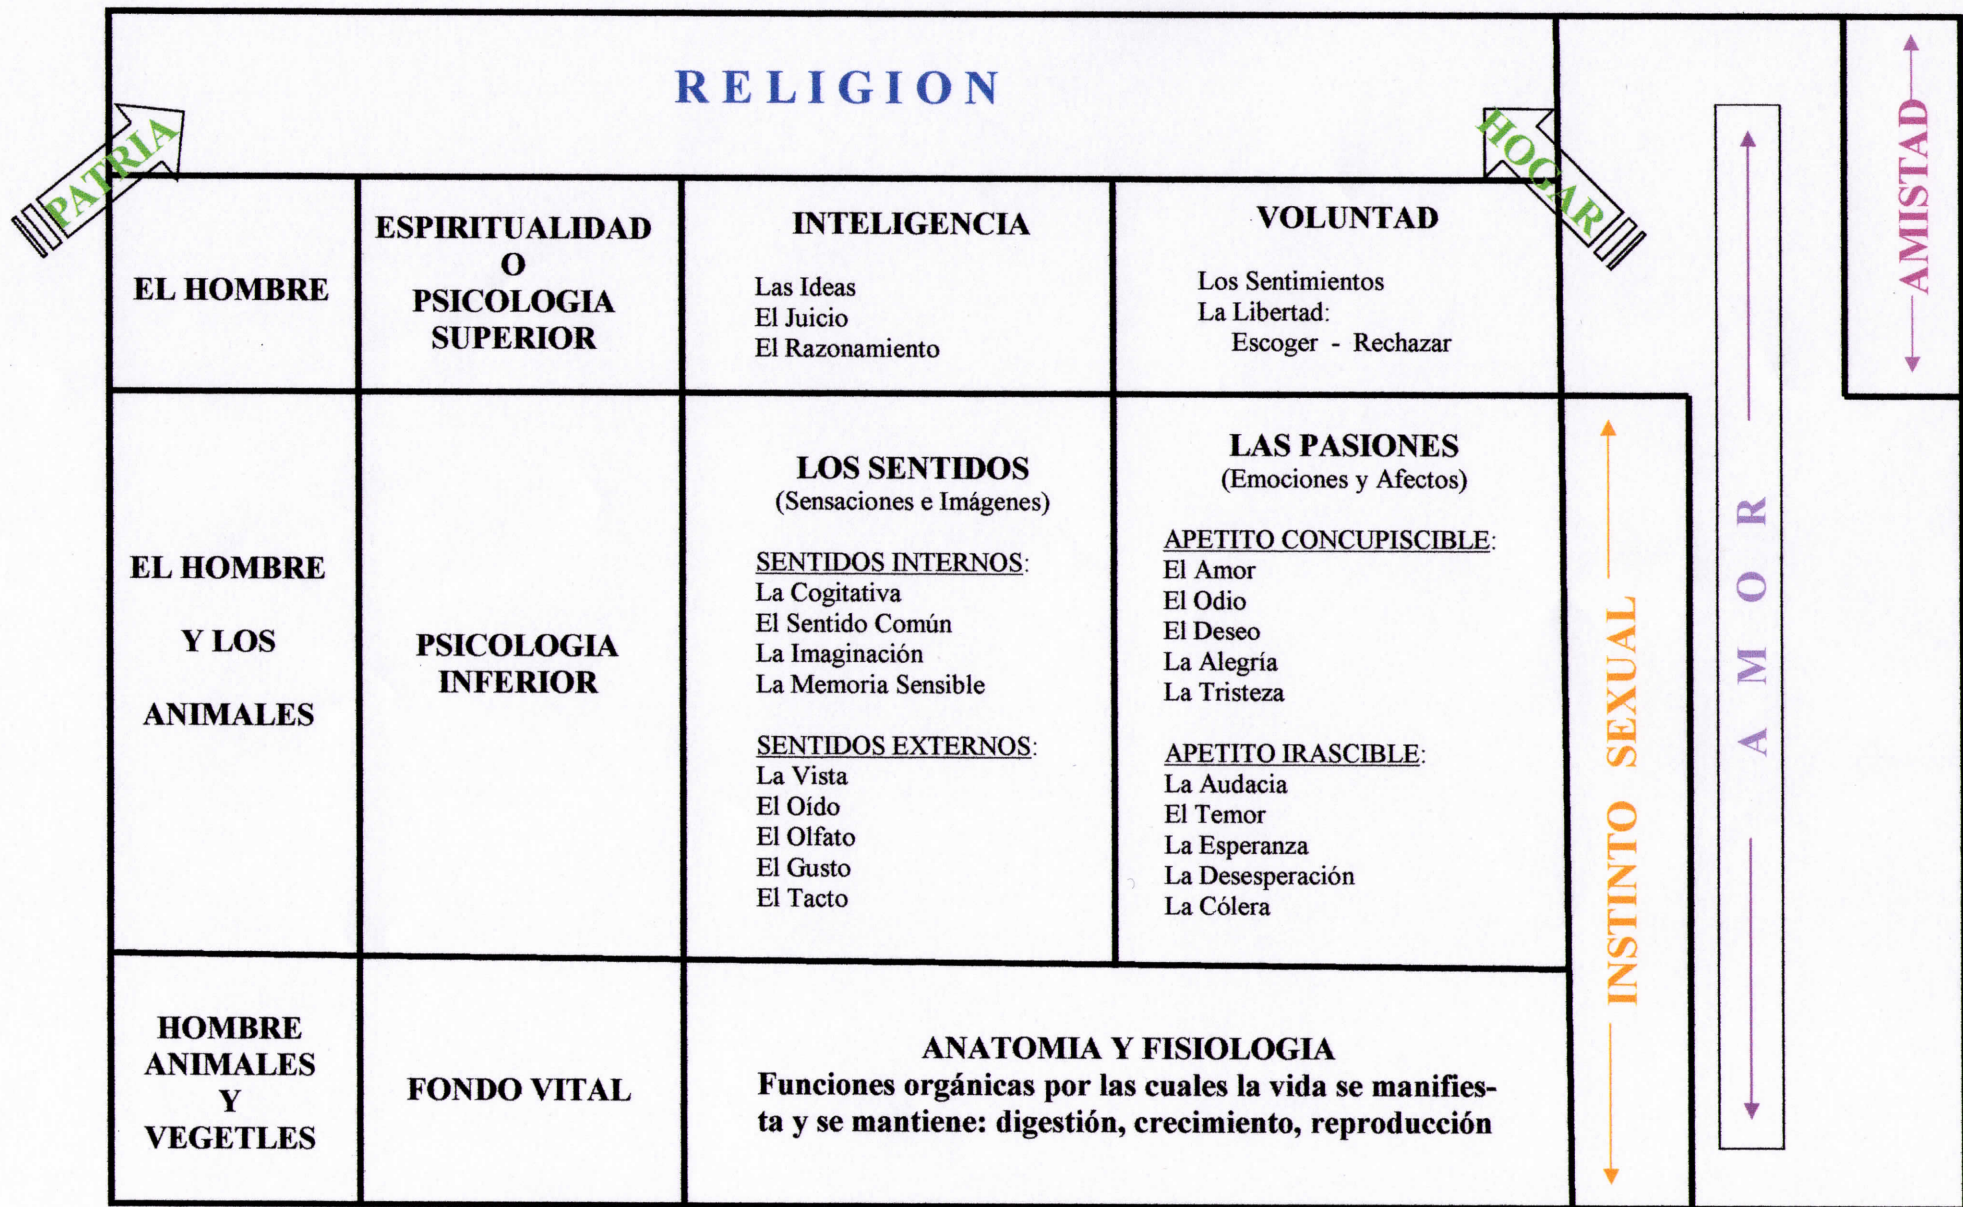 RELIGION
PATRIA
HOGAR
AMISTAD
EL HOMBRE
ESPIRITUALIDAD
O
PSICOLOGIA
SUPERIOR
INTELIGENCIA
Las Ideas
El Juicio
El Razonamiento
VOLUNTAD
Los Sentimientos
La Libertad:
Escoger - Rechazar
EL HOMBRE
Y LOS
ANIMALES
PSICOLOGIA
INFERIOR
LOS SENTIDOS
(Sensaciones e Imágenes)
SENTIDOS INTERNOS:
La Cogitativa
El Sentido Común
La Imaginación
La Memoria Sensible
SENTIDOS EXTERNOS:
La Vista
El Oído
El Olfato
El Gusto
El Tacto
LAS PASIONES
(Emociones y Afectos)
APETITO CONCUPISCIBLE:
El Amor
El Odio
El Deseo
La Alegría
La Tristeza
APETITO IRASCIBLE:
La Audacia
El Temor
La Esperanza
La Desesperación
La Cólera
INSTINTO SEXUAL
AMOR
HOMBRE
ANIMALES
Y
VEGETLES
FONDO VITAL
ANATOMIA Y FISIOLOGIA
Funciones orgánicas por las cuales la vida se manifies-
ta y se mantiene: digestión, crecimiento, reproducción